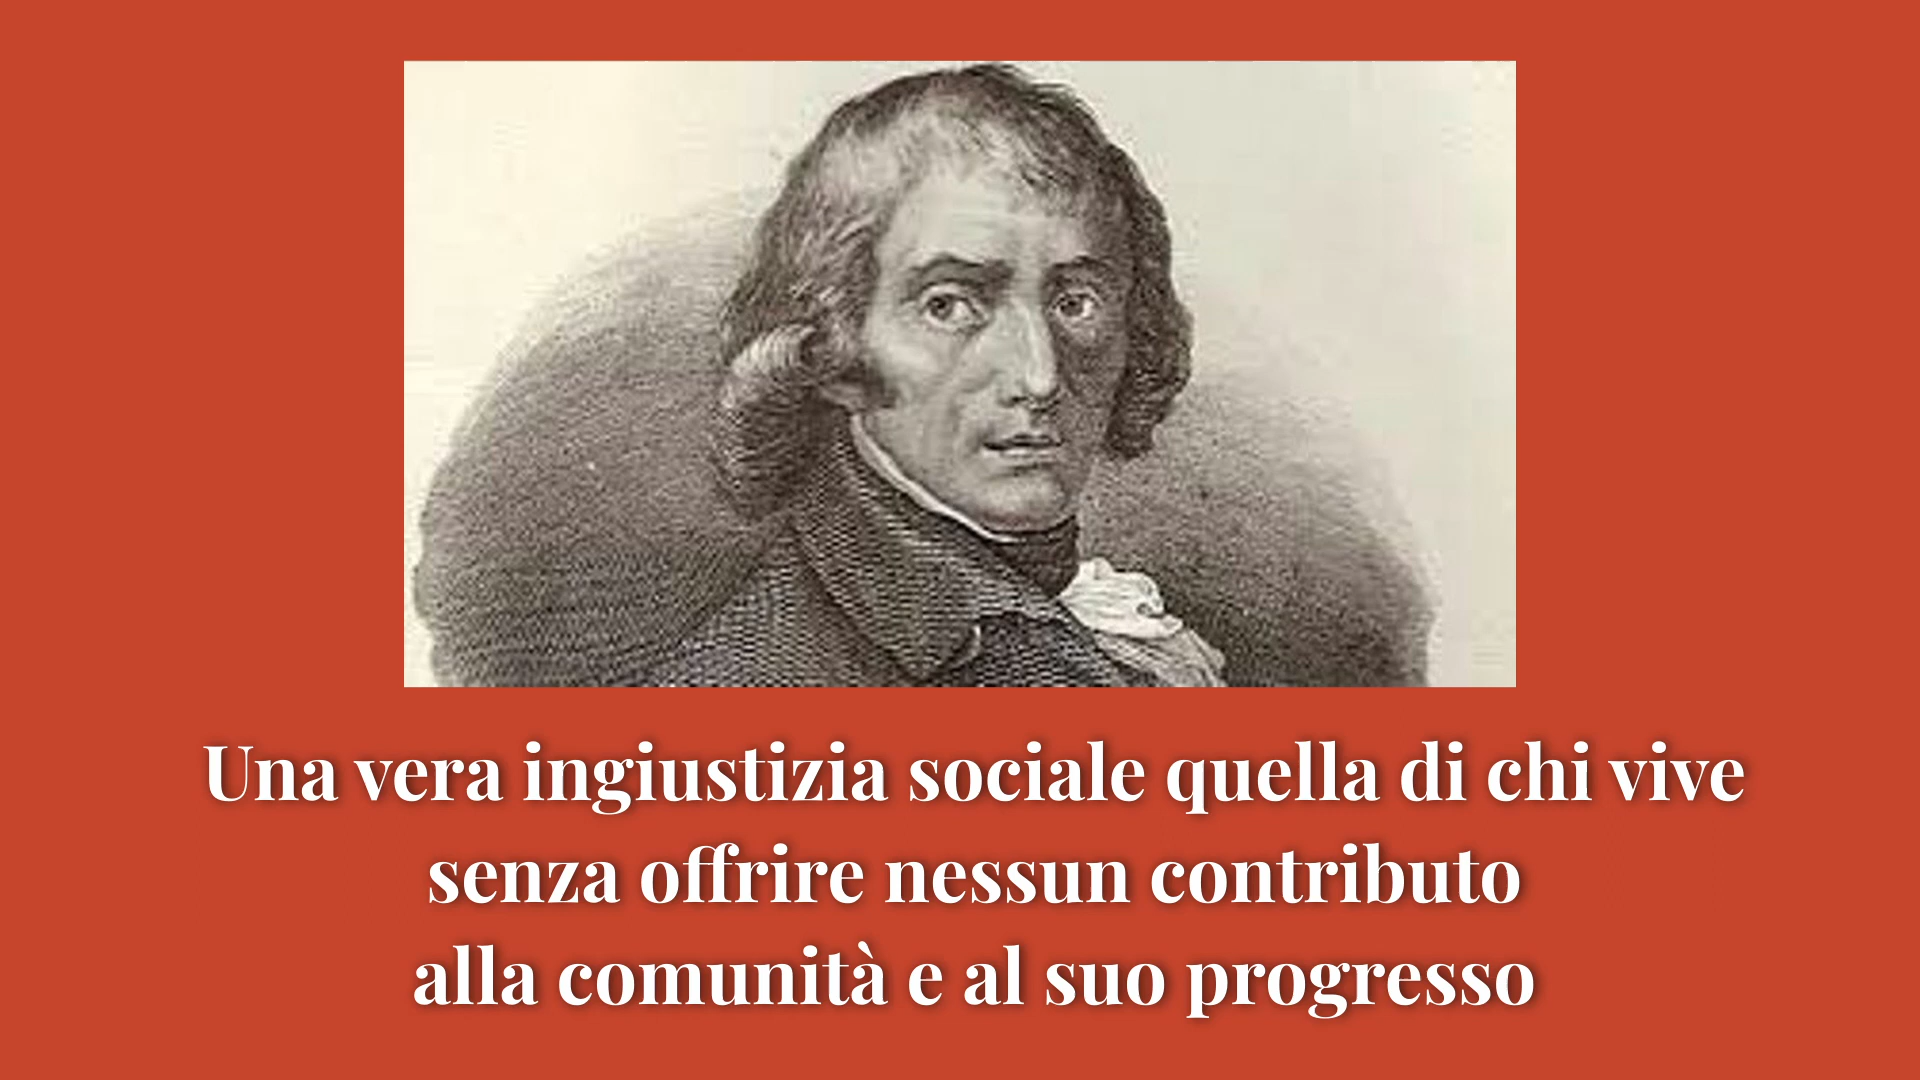 Una vera ingiustizia sociale quella di chi vive
senza offrire nessun contributo
alla comunità e al suo progresso